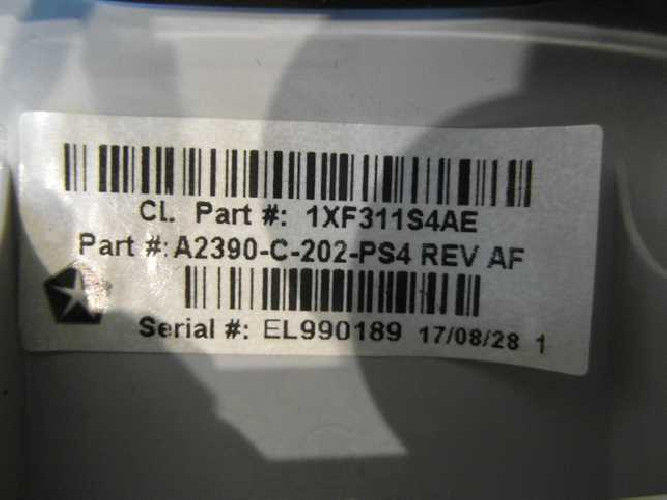 CL. Part #: 1XF311S4AE
Part #: A2390-C-202-PS4 REV AF
Serial #: EL990189 17/08/28 1